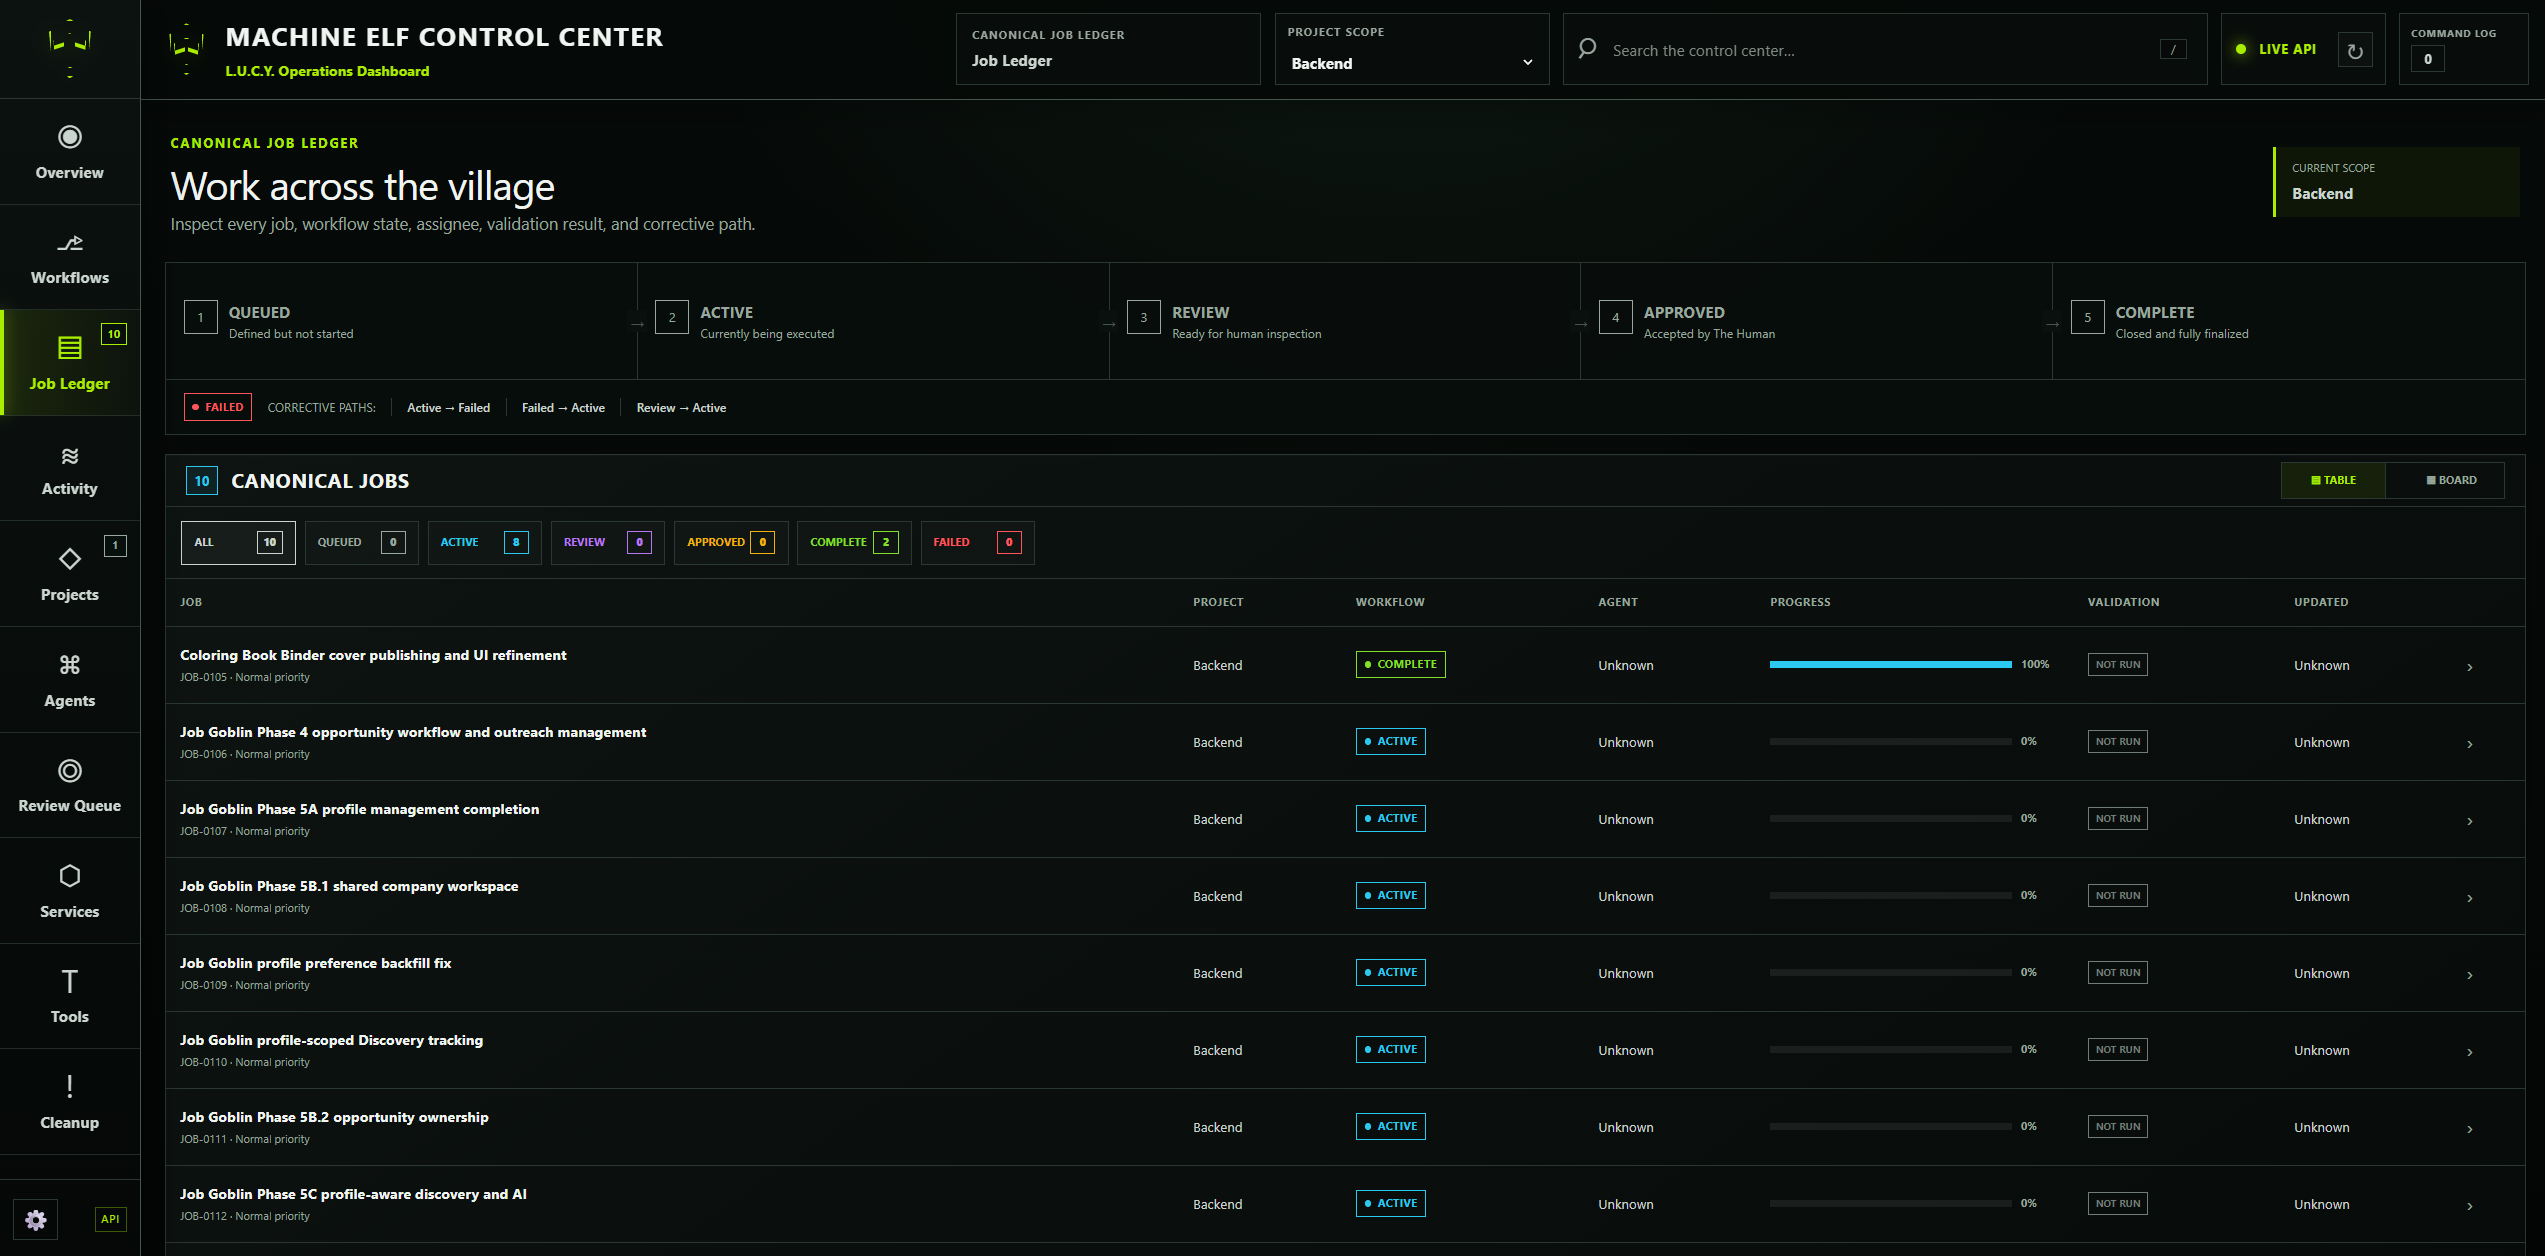 MACHINE ELF CONTROL CENTER
L.U.C.Y. Operations Dashboard
CANONICAL JOB LEDGER
Job Ledger
PROJECT SCOPE
Backend
Search the control center...
/
LIVE API
COMMAND LOG
0
Overview
Workflows
10
Job Ledger
Activity
1
Projects
Agents
Review Queue
Services
T
Tools
!
Cleanup
API
CANONICAL JOB LEDGER
Work across the village
Inspect every job, workflow state, assignee, validation result, and corrective path.
CURRENT SCOPE
Backend
1 QUEUED
Defined but not started
→
2 ACTIVE
Currently being executed
→
3 REVIEW
Ready for human inspection
→
4 APPROVED
Accepted by The Human
→
5 COMPLETE
Closed and fully finalized
FAILED CORRECTIVE PATHS: Active → Failed Failed → Active Review → Active
10 CANONICAL JOBS
TABLE BOARD
ALL 10 QUEUED 0 ACTIVE 8 REVIEW 0 APPROVED 0 COMPLETE 2 FAILED 0
JOB PROJECT WORKFLOW AGENT PROGRESS VALIDATION UPDATED
Coloring Book Binder cover publishing and UI refinement
JOB-0105 · Normal priority
Backend COMPLETE Unknown 100% NOT RUN Unknown ›
Job Goblin Phase 4 opportunity workflow and outreach management
JOB-0106 · Normal priority
Backend ACTIVE Unknown 0% NOT RUN Unknown ›
Job Goblin Phase 5A profile management completion
JOB-0107 · Normal priority
Backend ACTIVE Unknown 0% NOT RUN Unknown ›
Job Goblin Phase 5B.1 shared company workspace
JOB-0108 · Normal priority
Backend ACTIVE Unknown 0% NOT RUN Unknown ›
Job Goblin profile preference backfill fix
JOB-0109 · Normal priority
Backend ACTIVE Unknown 0% NOT RUN Unknown ›
Job Goblin profile-scoped Discovery tracking
JOB-0110 · Normal priority
Backend ACTIVE Unknown 0% NOT RUN Unknown ›
Job Goblin Phase 5B.2 opportunity ownership
JOB-0111 · Normal priority
Backend ACTIVE Unknown 0% NOT RUN Unknown ›
Job Goblin Phase 5C profile-aware discovery and AI
JOB-0112 · Normal priority
Backend ACTIVE Unknown 0% NOT RUN Unknown ›